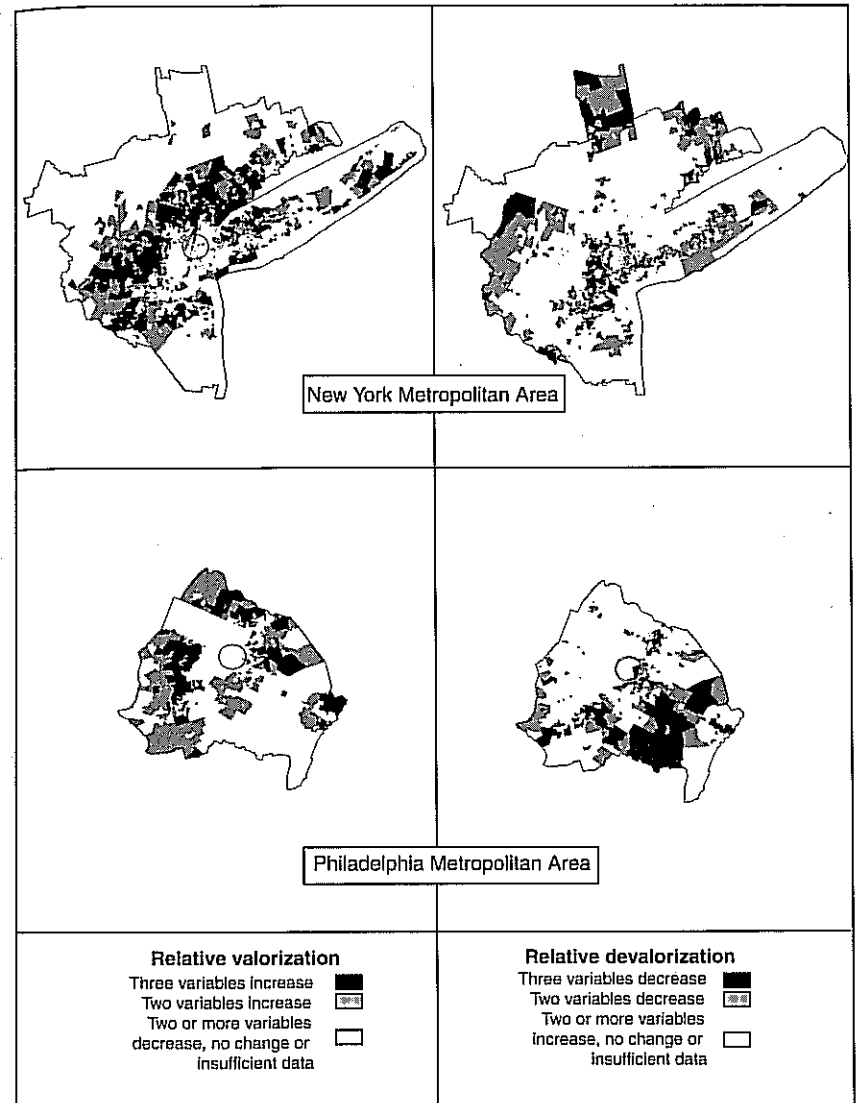 New York Metropolitan Area
Philadelphia Metropolitan Area
Relative valorization
Three variables increase
Two variables increase
Two or more variables
decrease, no change or
insufficient data
Relative devalorization
Three variables decrease
Two variables decrease
Two or more variables
increase, no change or
insufficient data